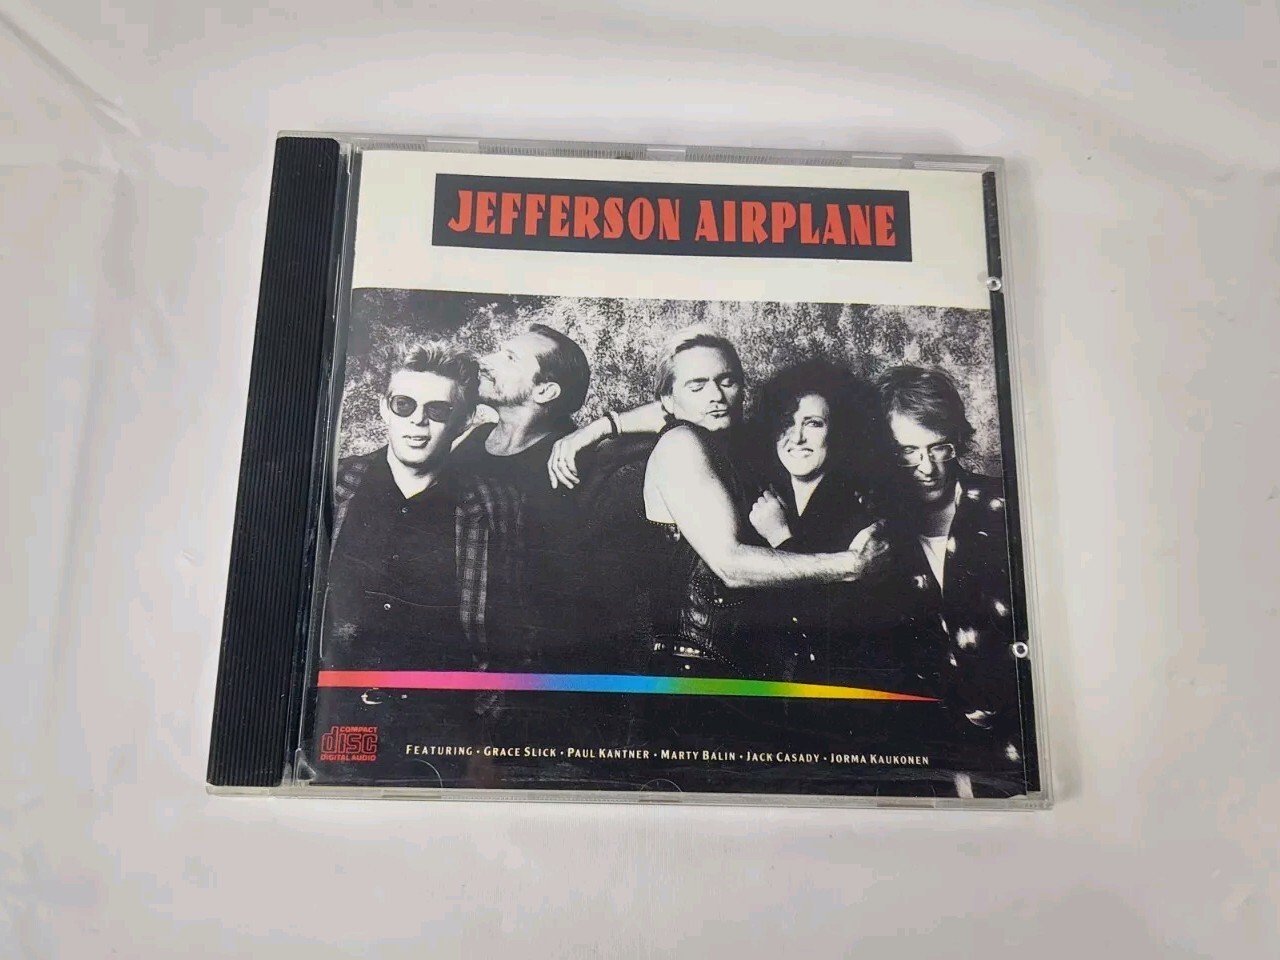 JEFFERSON AIRPLANE
COMPACT
disc
DIGITAL AUDIO
FEATURING · GRACE SLICK · PAUL KANTNER · MARTY BALIN · JACK CASADY · JORMA KAUKONEN